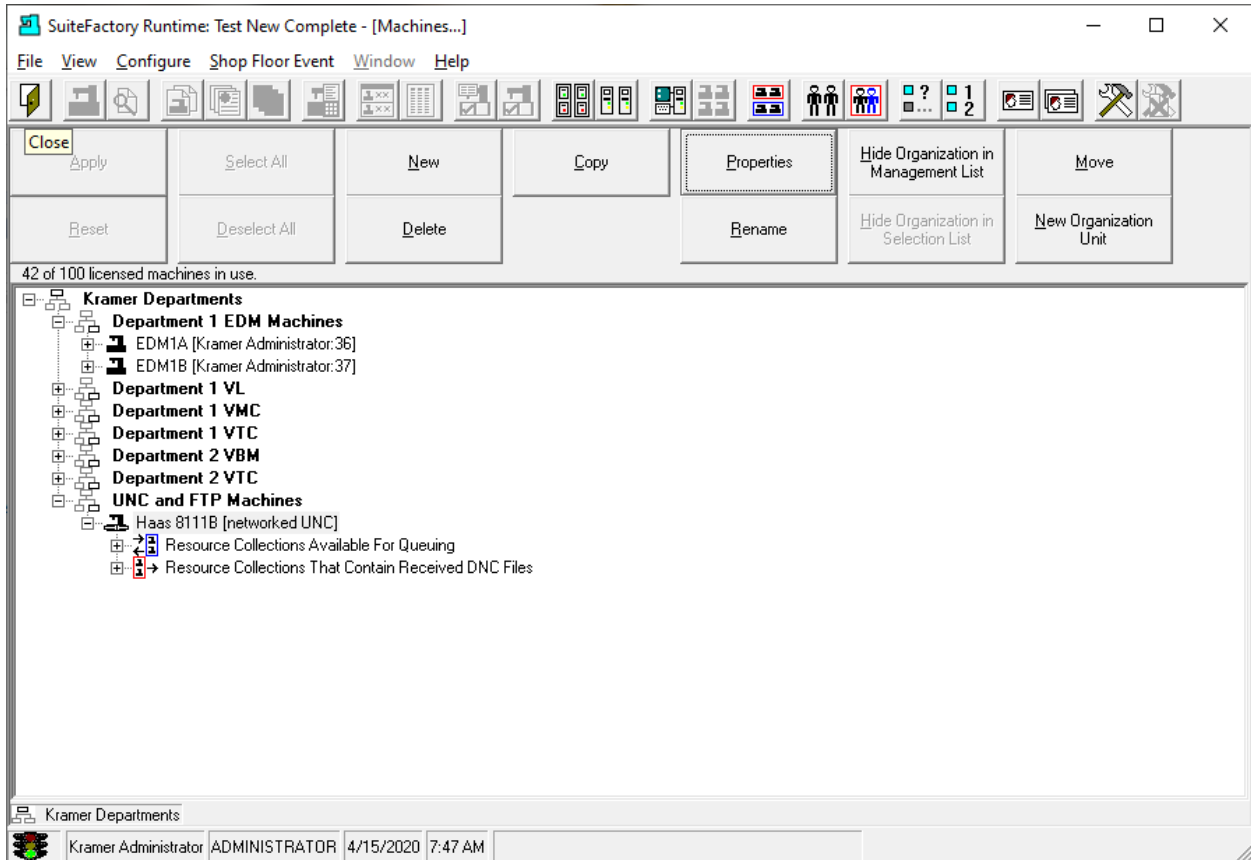 SuiteFactory Runtime: Test New Complete - [Machines...]
File View Configure Shop Floor Event Window Help
Close
Apply
Select All
New
Copy
Properties
Hide Organization in
Management List
Move
Reset
Deselect All
Delete
Rename
Hide Organization in
Selection List
New Organization
Unit
42 of 100 licensed machines in use.
Kramer Departments
Department 1 EDM Machines
EDM1A [Kramer Administrator:36]
EDM1B [Kramer Administrator:37]
Department 1 VL
Department 1 VMC
Department 1 VTC
Department 2 VBM
Department 2 VTC
UNC and FTP Machines
Haas 8111B [networked UNC]
Resource Collections Available For Queuing
Resource Collections That Contain Received DNC Files
Kramer Departments
Kramer Administrator ADMINISTRATOR 4/15/2020 7:47 AM